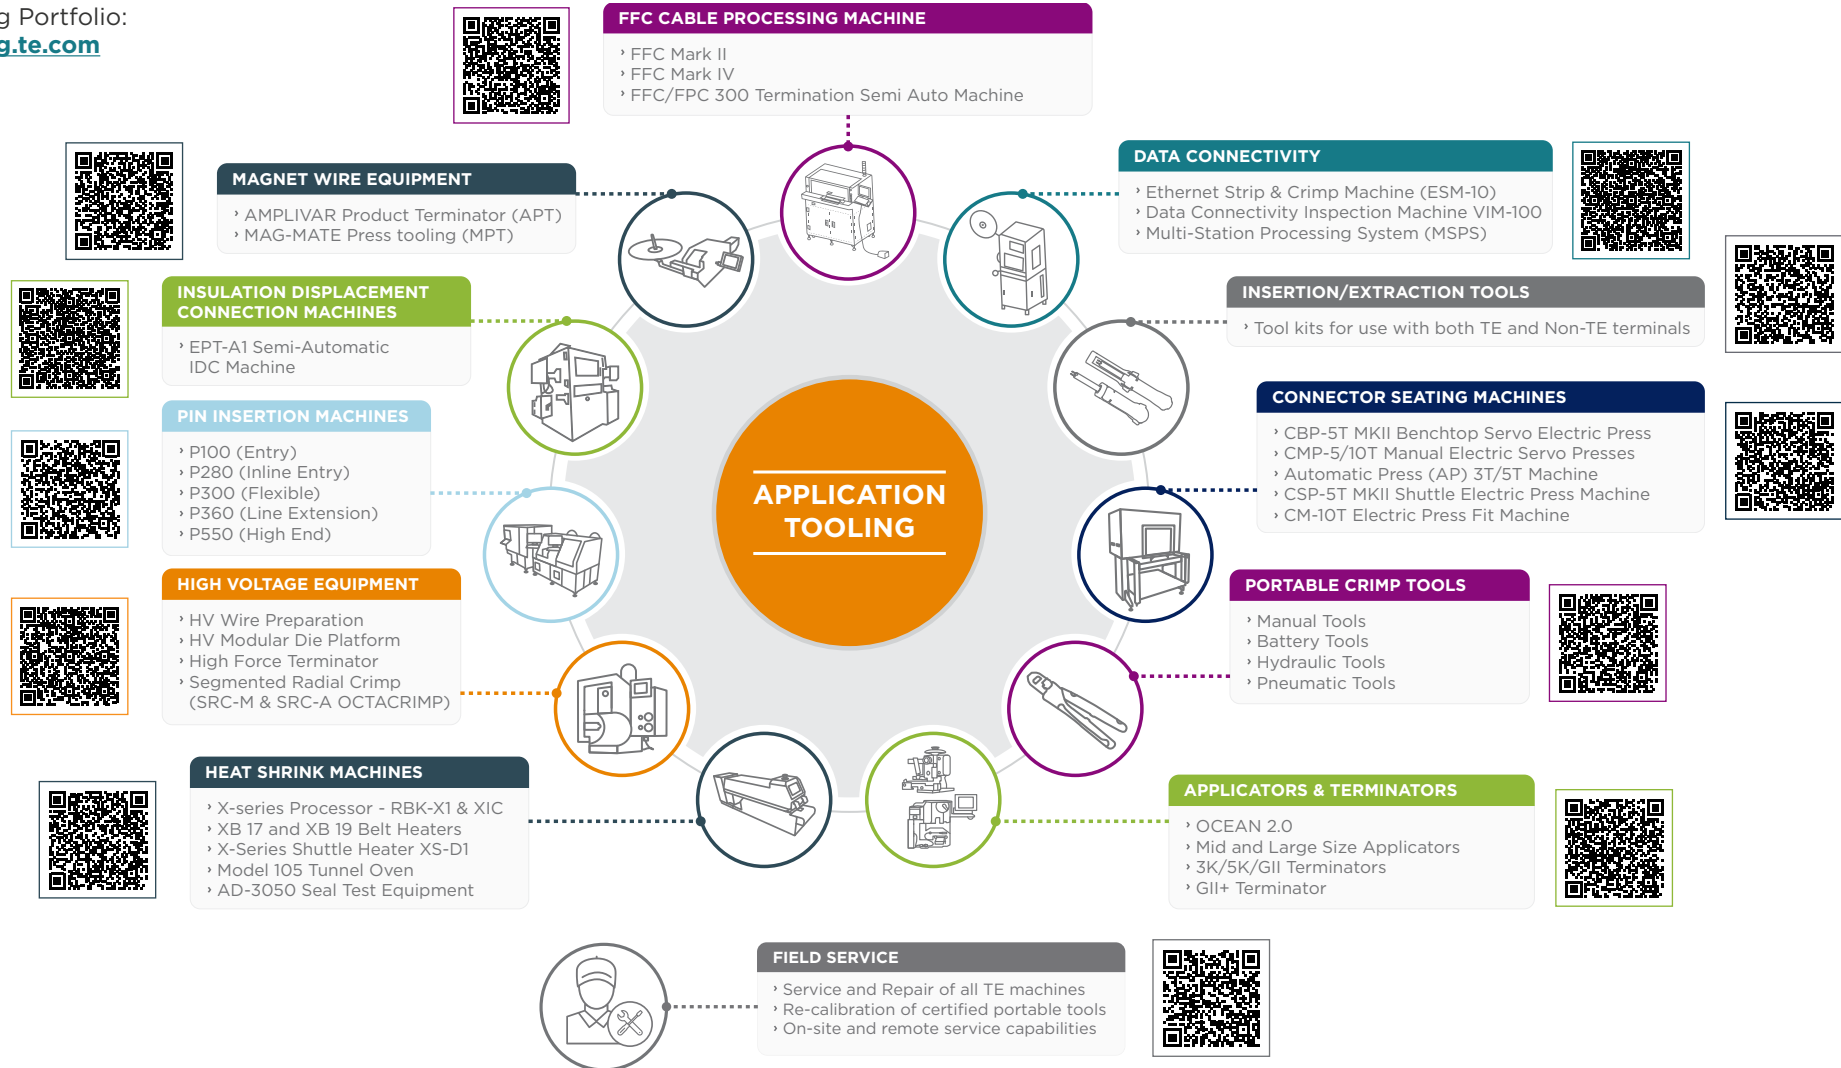 g Portfolio:
g.te.com
FFC CABLE PROCESSING MACHINE
› FFC Mark II
› FFC Mark IV
› FFC/FPC 300 Termination Semi Auto Machine
MAGNET WIRE EQUIPMENT
› AMPLIVAR Product Terminator (APT)
› MAG-MATE Press tooling (MPT)
DATA CONNECTIVITY
› Ethernet Strip & Crimp Machine (ESM-10)
› Data Connectivity Inspection Machine VIM-100
› Multi-Station Processing System (MSPS)
INSULATION DISPLACEMENT
CONNECTION MACHINES
› EPT-A1 Semi-Automatic
IDC Machine
INSERTION/EXTRACTION TOOLS
› Tool kits for use with both TE and Non-TE terminals
PIN INSERTION MACHINES
› P100 (Entry)
› P280 (Inline Entry)
› P300 (Flexible)
› P360 (Line Extension)
› P550 (High End)
CONNECTOR SEATING MACHINES
› CBP-5T MKII Benchtop Servo Electric Press
› CMP-5/10T Manual Electric Servo Presses
› Automatic Press (AP) 3T/5T Machine
› CSP-5T MKII Shuttle Electric Press Machine
› CM-10T Electric Press Fit Machine
APPLICATION
TOOLING
HIGH VOLTAGE EQUIPMENT
› HV Wire Preparation
› HV Modular Die Platform
› High Force Terminator
› Segmented Radial Crimp
(SRC-M & SRC-A OCTACRIMP)
PORTABLE CRIMP TOOLS
› Manual Tools
› Battery Tools
› Hydraulic Tools
› Pneumatic Tools
HEAT SHRINK MACHINES
› X-series Processor - RBK-X1 & XIC
› XB 17 and XB 19 Belt Heaters
› X-Series Shuttle Heater XS-D1
› Model 105 Tunnel Oven
› AD-3050 Seal Test Equipment
APPLICATORS & TERMINATORS
› OCEAN 2.0
› Mid and Large Size Applicators
› 3K/5K/GII Terminators
› GII+ Terminator
FIELD SERVICE
› Service and Repair of all TE machines
› Re-calibration of certified portable tools
› On-site and remote service capabilities